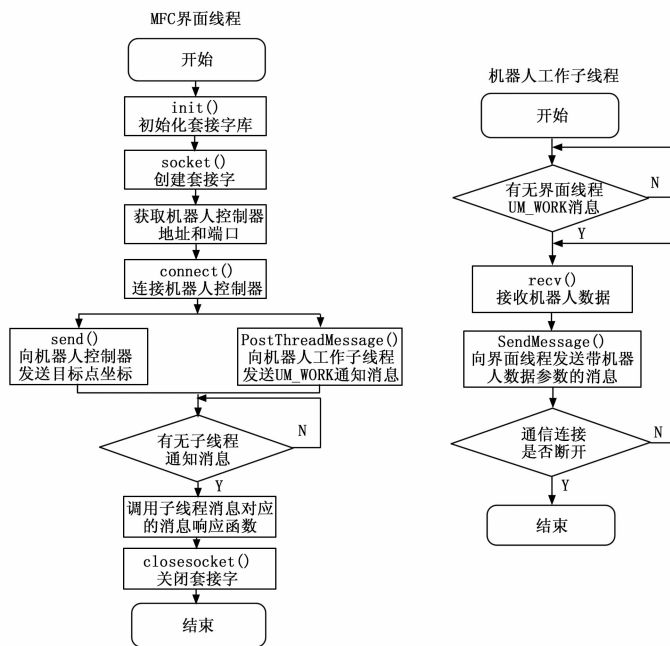 MFC界面线程
开始
init()
初始化套接字库
socket()
创建套接字
获取机器人控制器
地址和端口
connect()
连接机器人控制器
send()
向机器人控制器
发送目标点坐标
PostThreadMessage()
向机器人工作子线程
发送UM_WORK通知消息
有无子线程
通知消息
N
Y
调用子线程消息对应
的消息响应函数
closesocket()
关闭套接字
结束
机器人工作子线程
开始
有无界面线程
UM_WORK消息
N
Y
recv()
接收机器人数据
SendMessage()
向界面线程发送带机器
人数据参数的消息
通信连接
是否断开
N
Y
结束